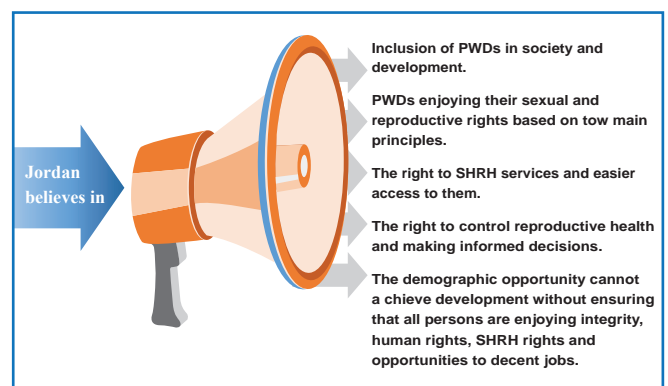 Jordan
believes in
Inclusion of PWDs in society and
development.
PWDs enjoying their sexual and
reproductive rights based on tow main
principles.
The right to SHRH services and easier
access to them.
The right to control reproductive health
and making informed decisions.
The demographic opportunity cannot
a chieve development without ensuring
that all persons are enjoying integrity,
human rights, SHRH rights and
opportunities to decent jobs.